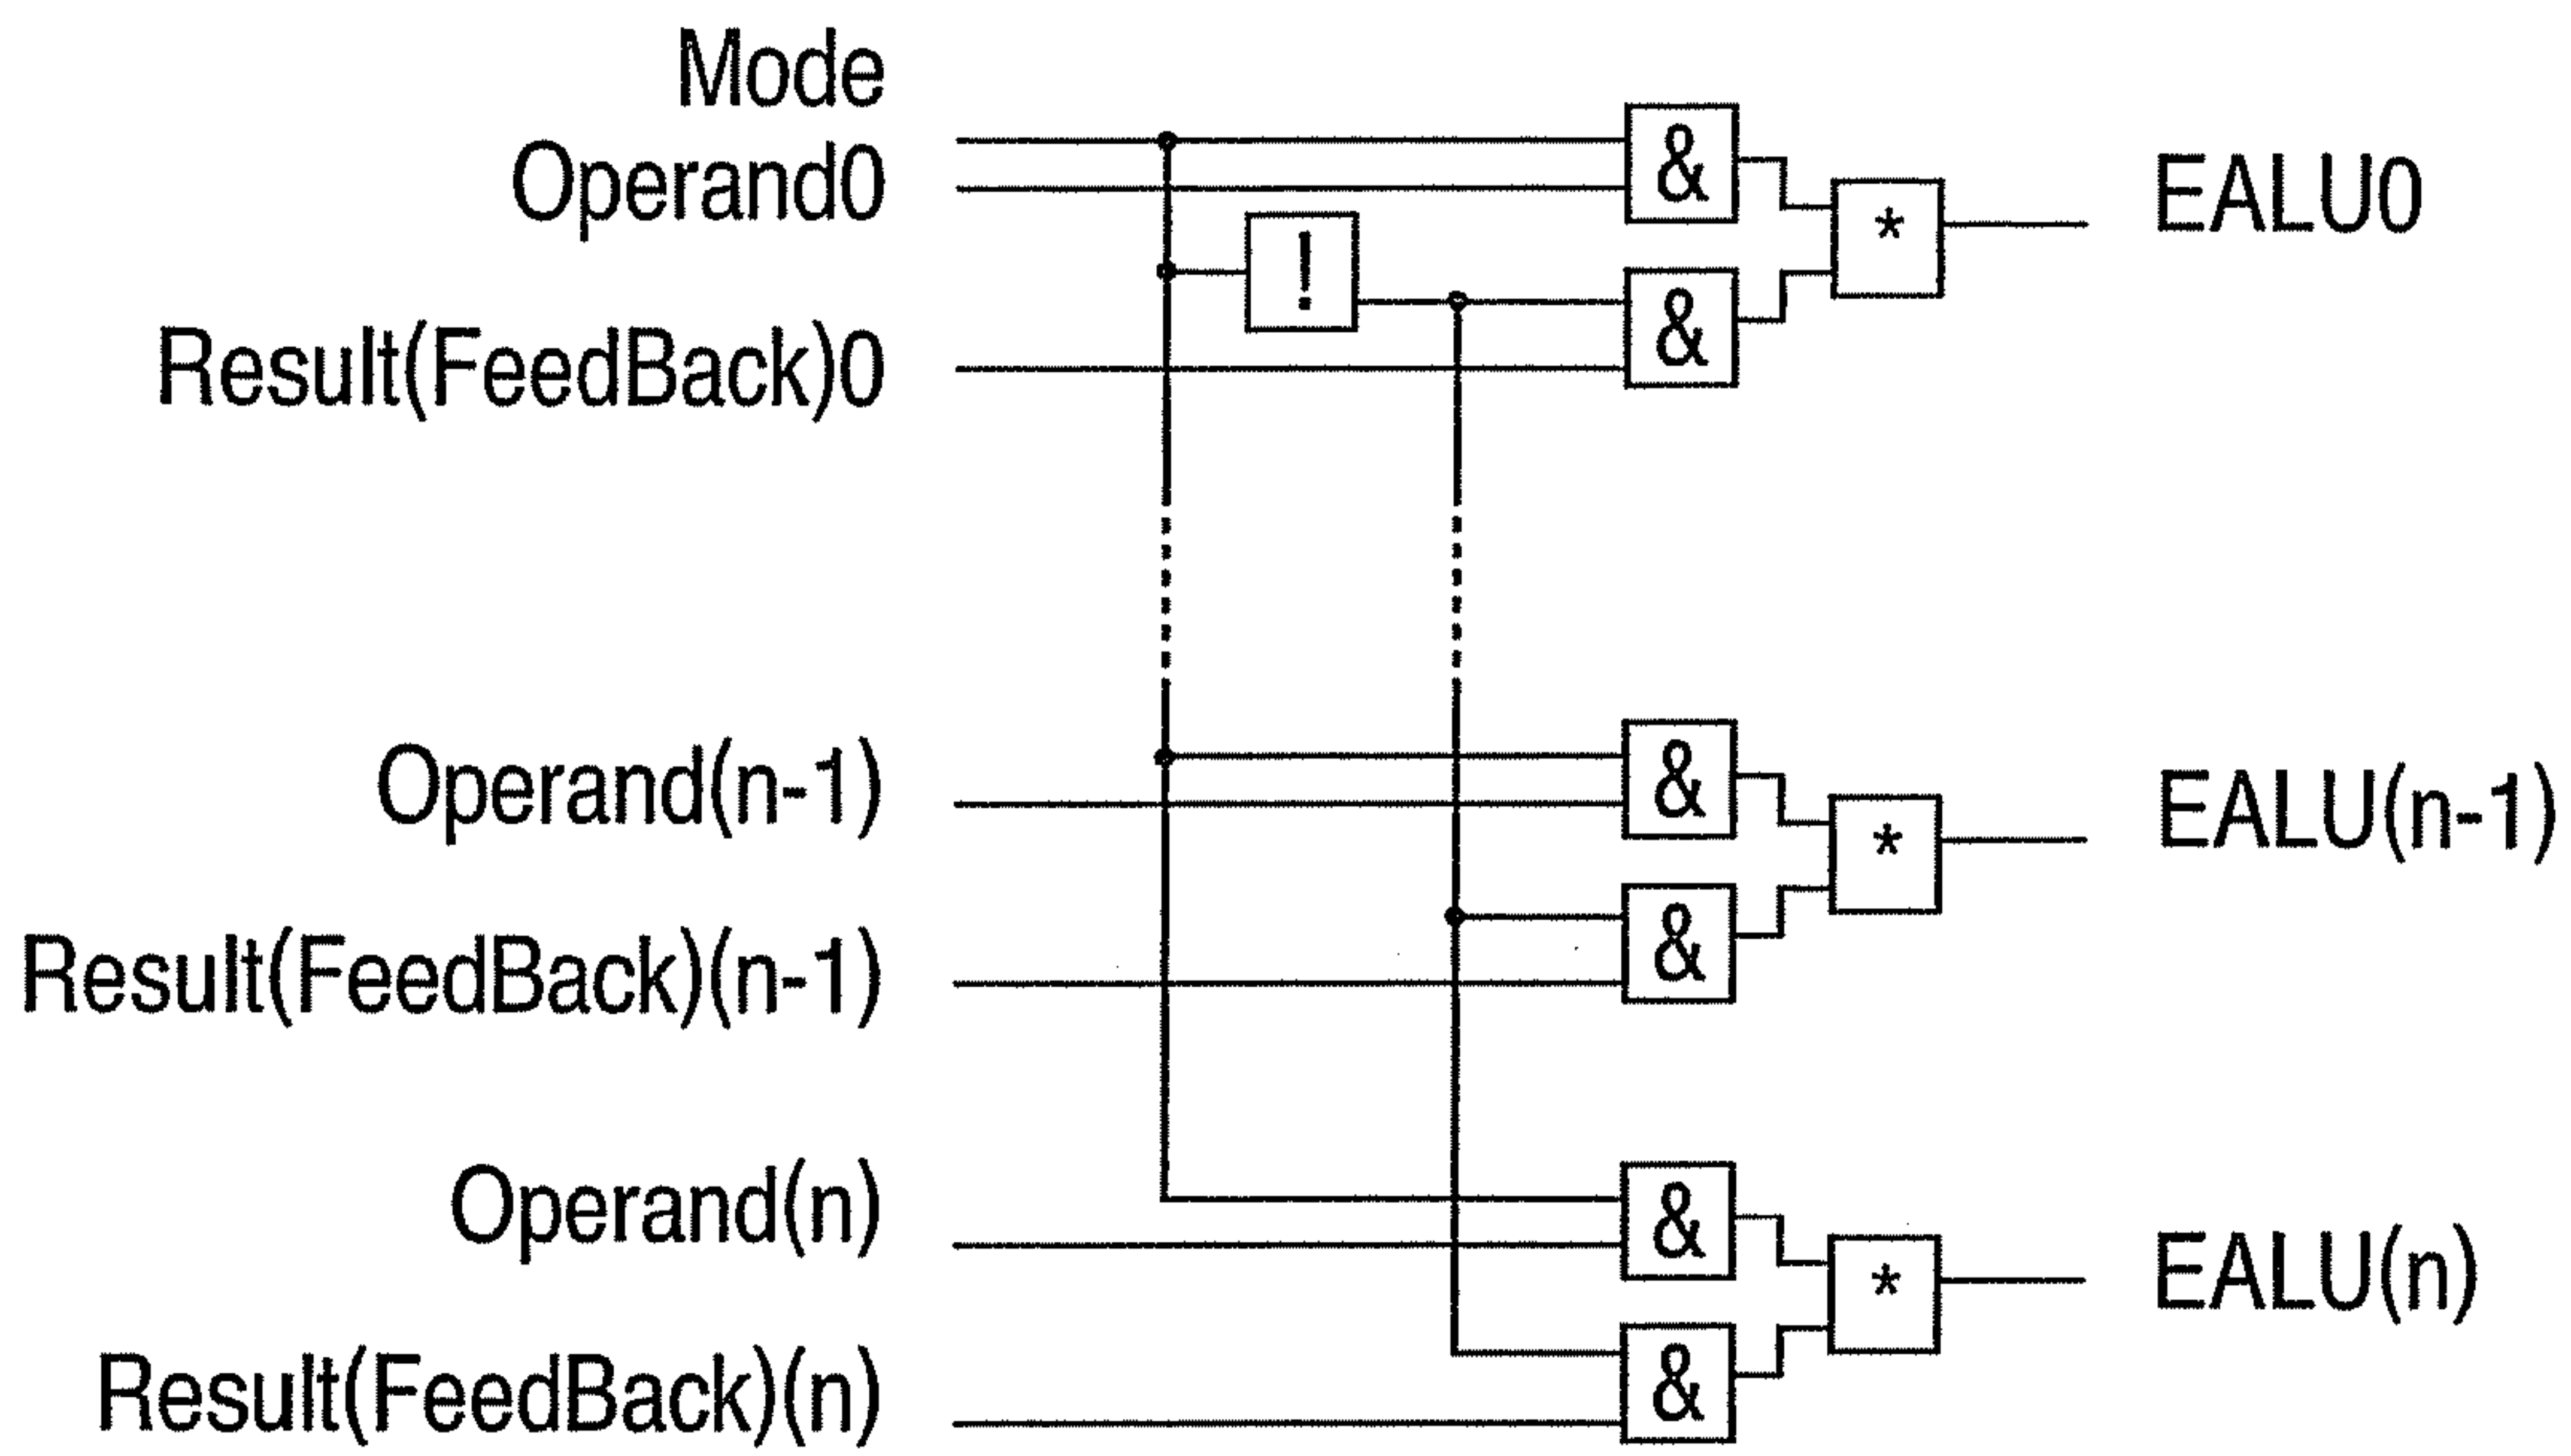 Mode
Operand0
&
EALU0
*
!
Result(FeedBack)0
&
Operand(n-1)
&
EALU(n-1)
*
Result(FeedBack)(n-1)
&
Operand(n)
&
EALU(n)
*
Result(FeedBack)(n)
&